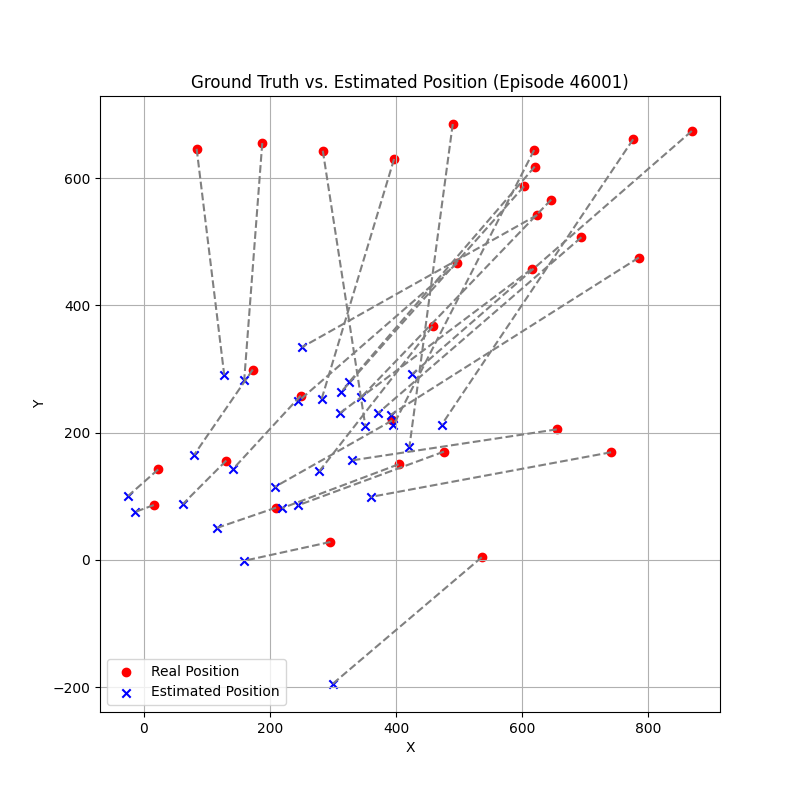 Ground Truth vs. Estimated Position (Episode 46001)
600
400
200
0
−200
Y
Real Position
Estimated Position
0 200 400 600 800
X